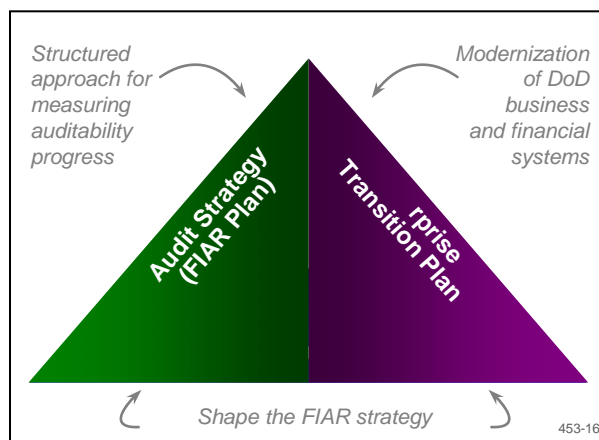 Structured
approach for
measuring
auditability
progress
Modernization
of DoD
business
and financial
systems
Audit Strategy
(FIAR Plan)
rprise
Transition Plan
Shape the FIAR strategy
453-16